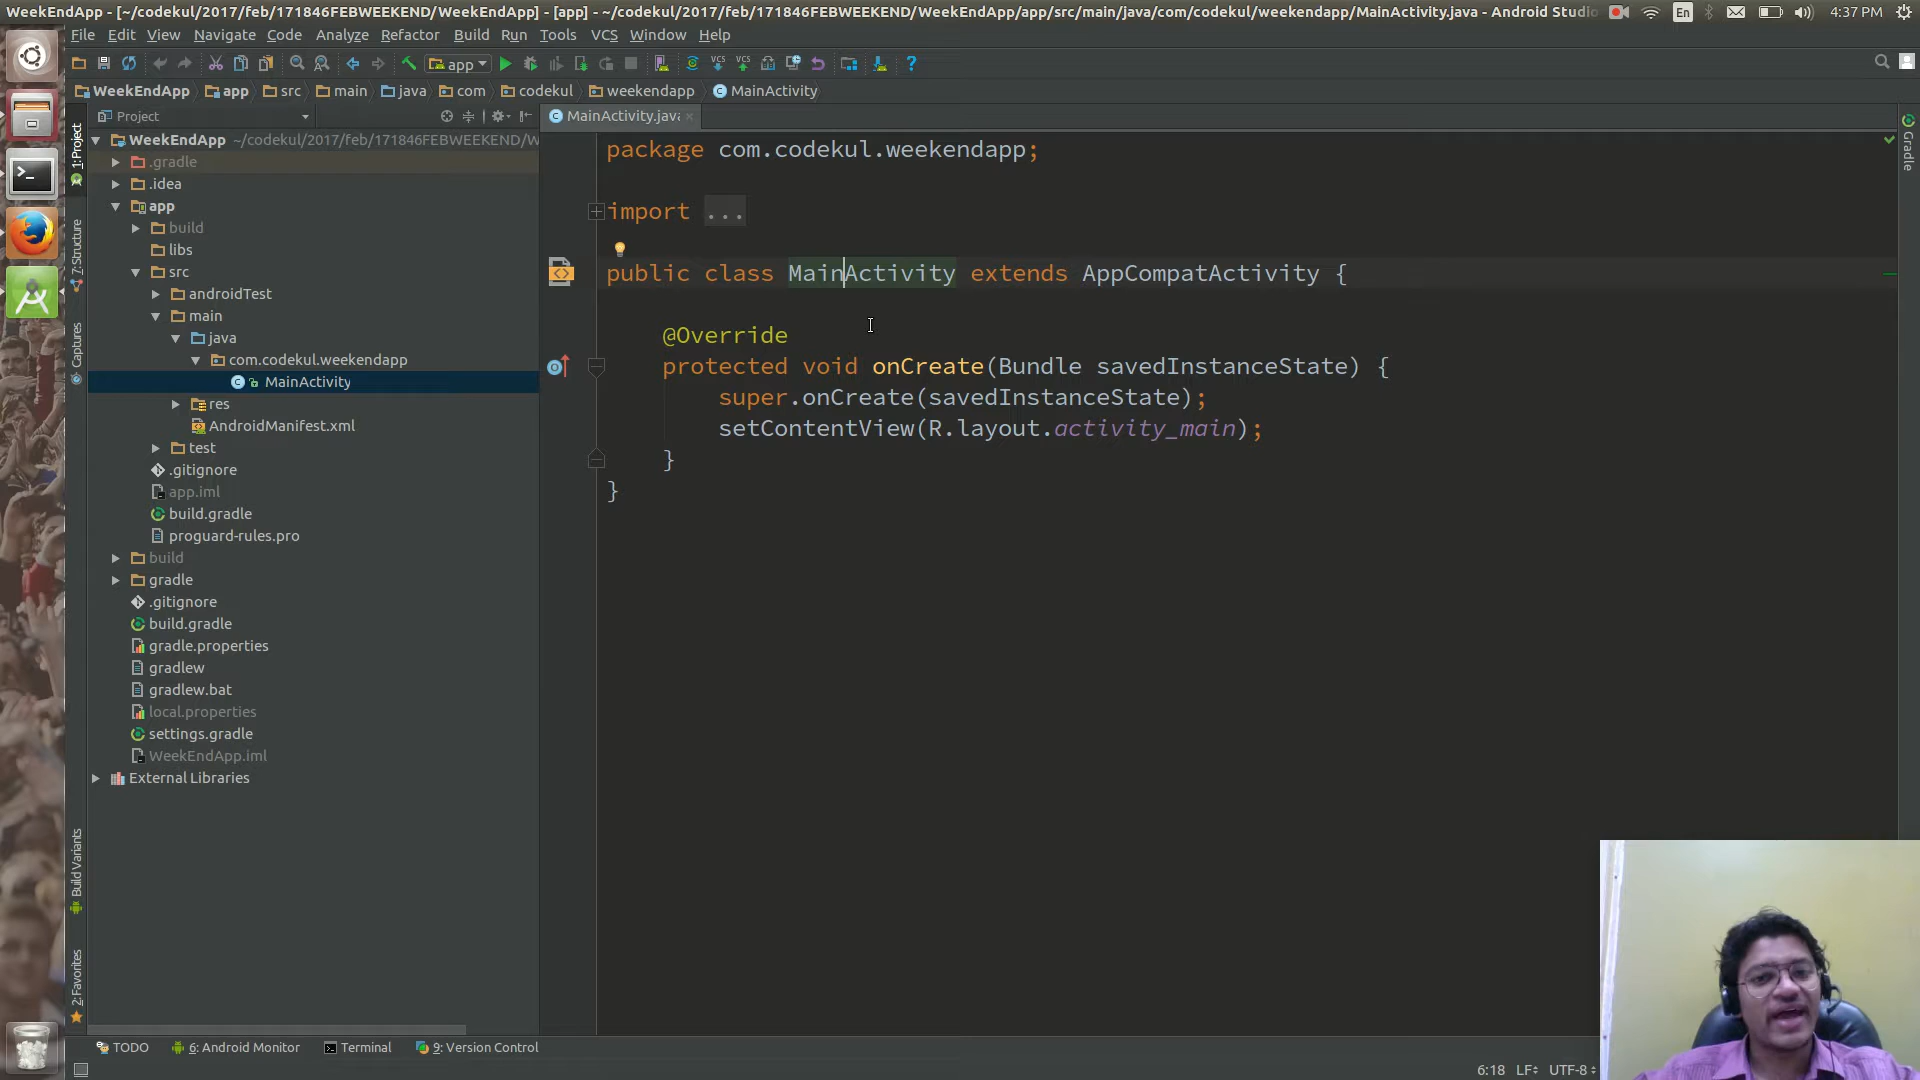 WeekEndApp - [~/codekul/2017/feb/171846FEBWEEKEND/WeekEndApp] - [app] - ~/codekul/2017/feb/171846FEBWEEKEND/WeekEndApp/app/src/main/java/com/codekul/weekendapp/MainActivity.java - Android Studio
En
4:37 PM
File Edit View Navigate Code Analyze Refactor Build Run Tools VCS Window Help
app
VCS VCS
?
WeekEndApp app src main java com codekul weekendapp MainActivity
Project
MainActivity.java
1: Project
7: Structure
Captures
Build Variants
2: Favorites
Gradle
WeekEndApp ~/codekul/2017/feb/171846FEBWEEKEND/W
.gradle
.idea
app
build
libs
src
androidTest
main
java
com.codekul.weekendapp
MainActivity
res
AndroidManifest.xml
test
.gitignore
app.iml
build.gradle
proguard-rules.pro
build
gradle
.gitignore
build.gradle
gradle.properties
gradlew
gradlew.bat
local.properties
settings.gradle
WeekEndApp.iml
External Libraries
package com.codekul.weekendapp;
import ...
public class MainActivity extends AppCompatActivity {
@Override
protected void onCreate(Bundle savedInstanceState) {
super.onCreate(savedInstanceState);
setContentView(R.layout.activity_main);
}
}
TODO 6: Android Monitor Terminal 9: Version Control
6:18 LF UTF-8